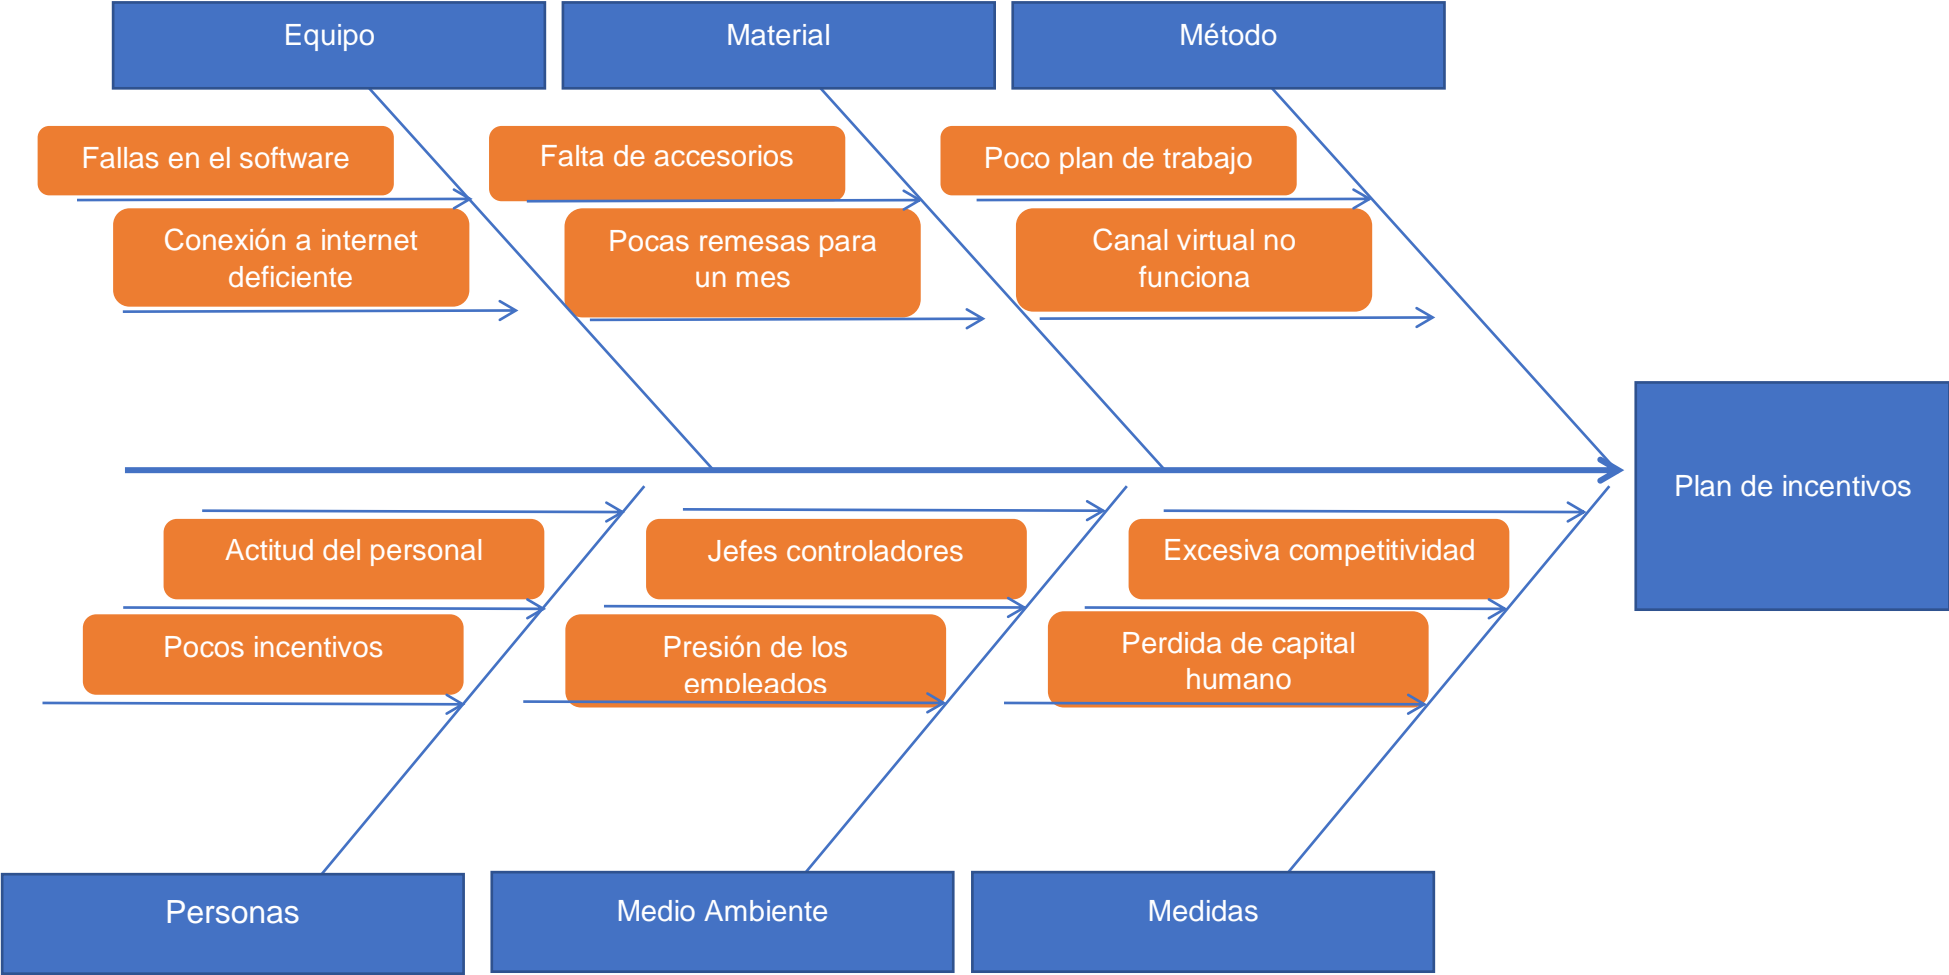 Equipo
Material
Método
Fallas en el software
Falta de accesorios
Poco plan de trabajo
Conexión a internet
deficiente
Pocas remesas para
un mes
Canal virtual no
funciona
Plan de incentivos
Actitud del personal
Jefes controladores
Excesiva competitividad
Pocos incentivos
Presión de los
empleados
Perdida de capital
humano
Personas
Medio Ambiente
Medidas